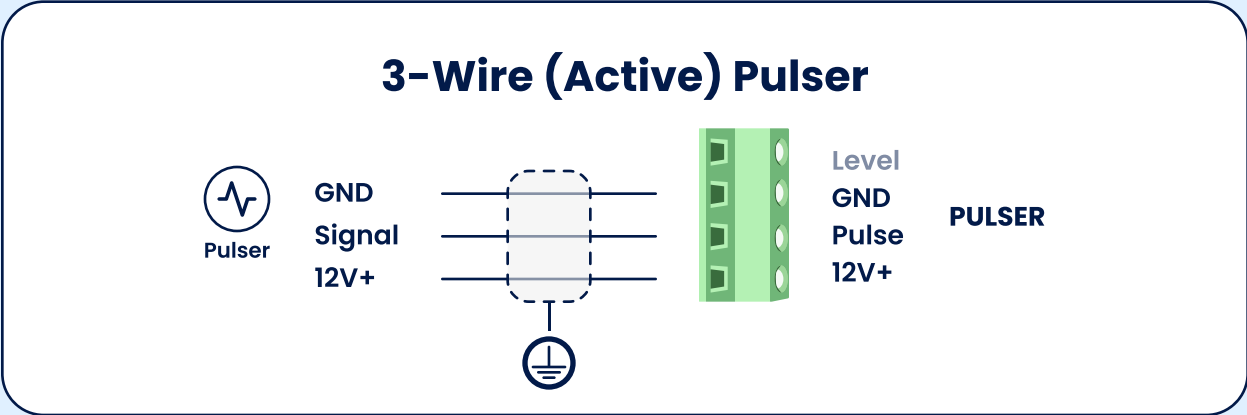 3-Wire (Active) Pulser
Pulser
GND
Signal
12V+
Level
GND
Pulse
12V+
PULSER